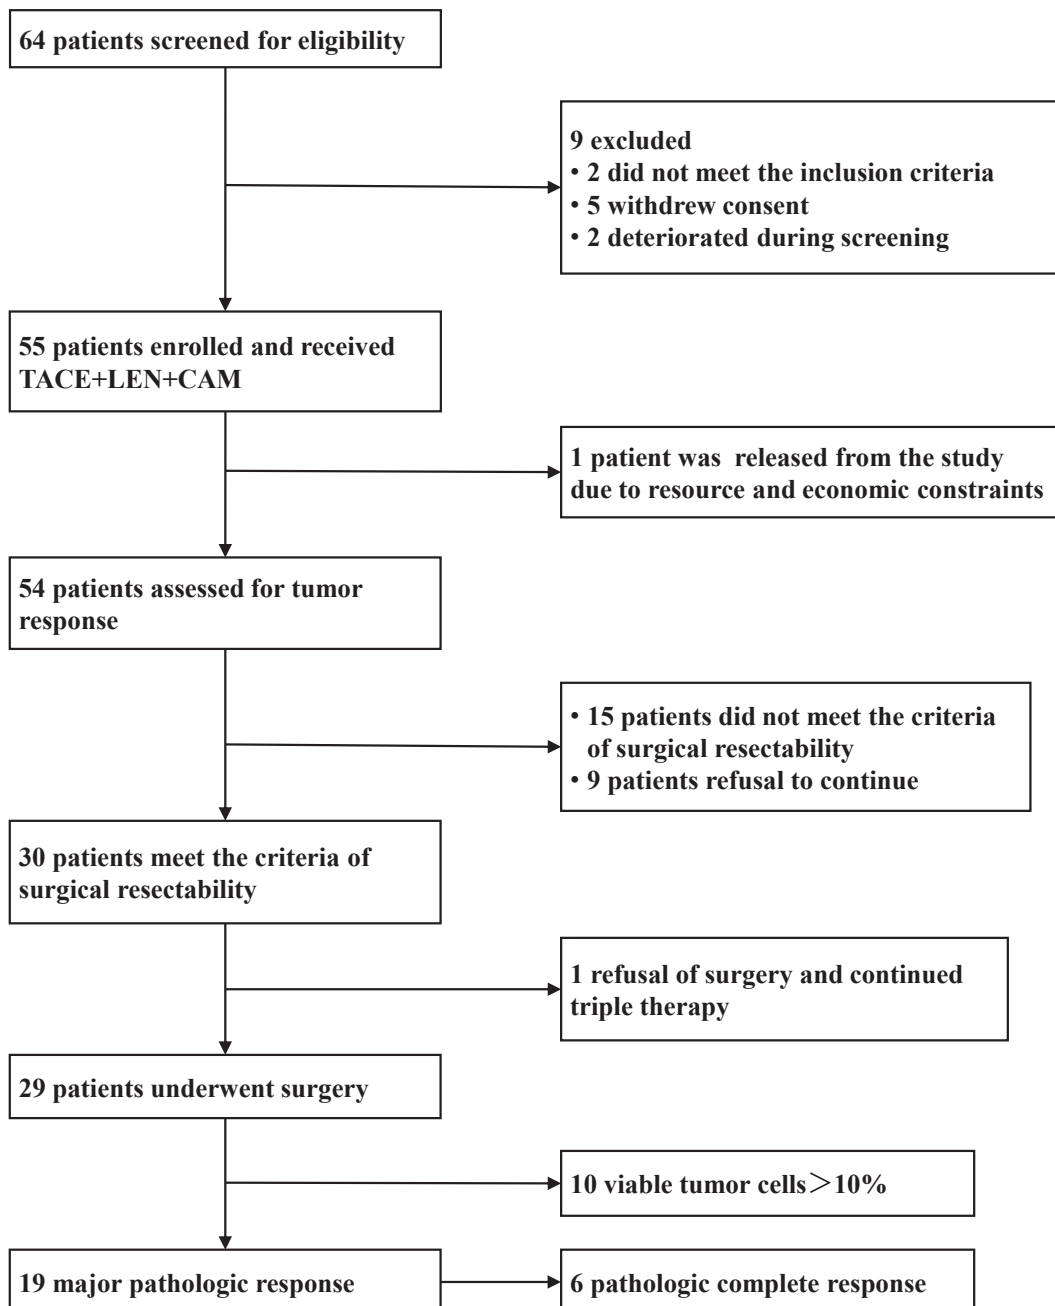 64 patients screened for eligibility
9 excluded
• 2 did not meet the inclusion criteria
• 5 withdrew consent
• 2 deteriorated during screening
55 patients enrolled and received
TACE+LEN+CAM
1 patient was  released from the study
due to resource and economic constraints
54 patients assessed for tumor
response
• 15 patients did not meet the criteria
of surgical resectability
• 9 patients refusal to continue
30 patients meet the criteria of
surgical resectability
1 refusal of surgery and continued
triple therapy
29 patients underwent surgery
10 viable tumor cells＞10%
19 major pathologic response
6 pathologic complete response